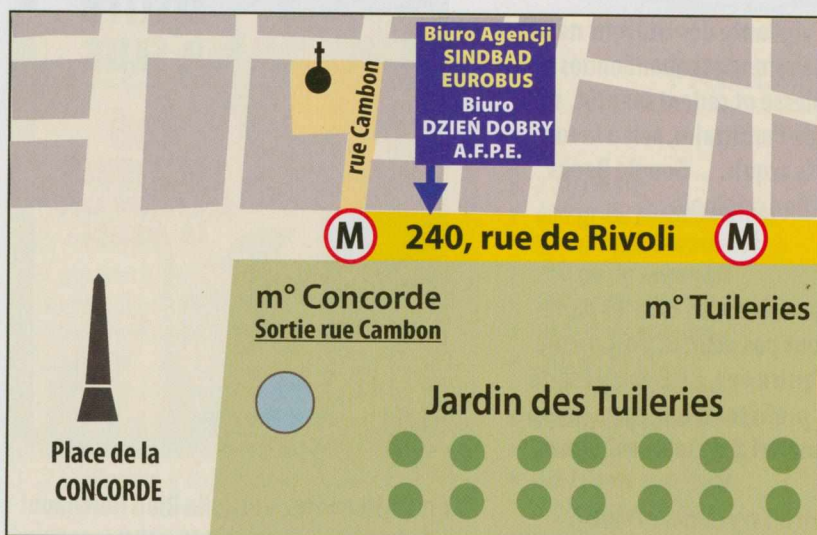 Biuro Agencji
SINDBAD
EUROBUS
Biuro
DZIEŃ DOBRY
A.F.P.E.
rue Cambon
M 240, rue de Rivoli M
m° Concorde
Sortie rue Cambon
m° Tuileries
Jardin des Tuileries
Place de la
CONCORDE